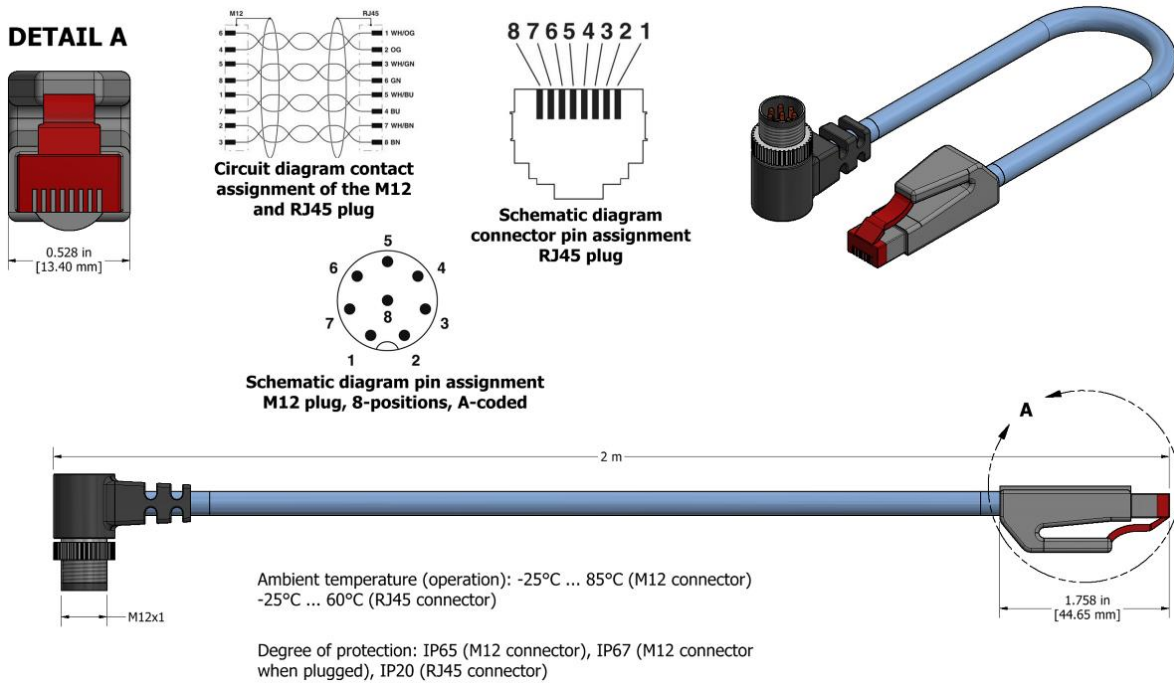 DETAIL A
0.528 in
[13.40 mm]
M12 RJ45
6 1 WH/OG
4 2 OG
5 3 WH/GN
8 6 GN
1 5 WH/BU
7 4 BU
2 7 WH/BN
3 8 BN
Circuit diagram contact
assignment of the M12
and RJ45 plug
8 7 6 5 4 3 2 1
Schematic diagram
connector pin assignment
RJ45 plug
5
6 4
8
7 3
1 2
Schematic diagram pin assignment
M12 plug, 8-positions, A-coded
A
2 m
M12x1
1.758 in
[44.65 mm]
Ambient temperature (operation): -25°C ... 85°C (M12 connector)
-25°C ... 60°C (RJ45 connector)
Degree of protection: IP65 (M12 connector), IP67 (M12 connector
when plugged), IP20 (RJ45 connector)